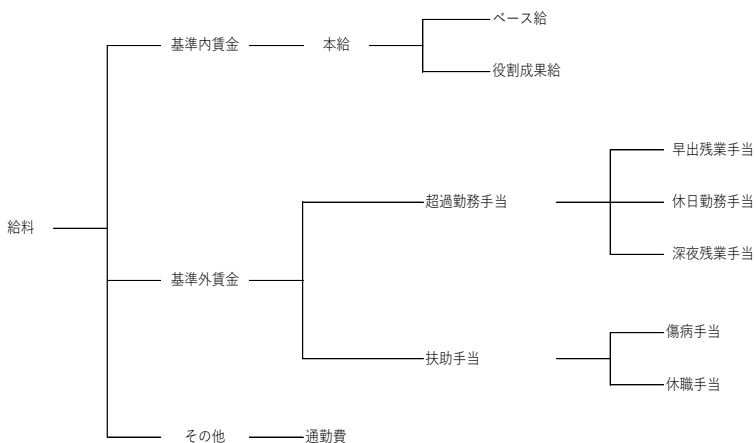 ベース給
基準内賃金
本給
役割成果給
早出残業手当
超過勤務手当
休日勤務手当
給料
深夜残業手当
基準外賃金
傷病手当
扶助手当
休職手当
その他
通勤費